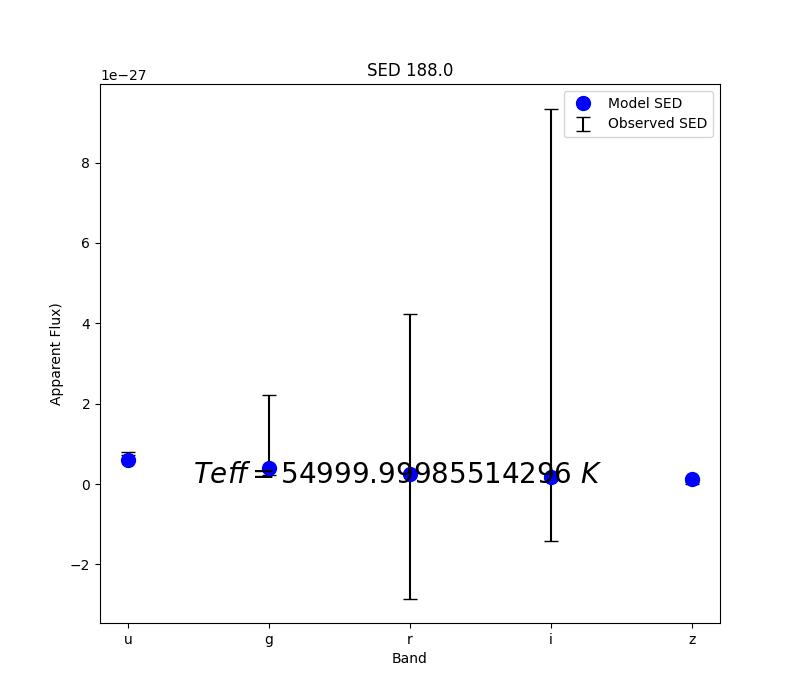 SED 188.0
1e−27
Model SED
Observed SED
8
6
4
2
0
−2
Apparent Flux)
Teff = 54999.99985514296 K
u g r i z
Band